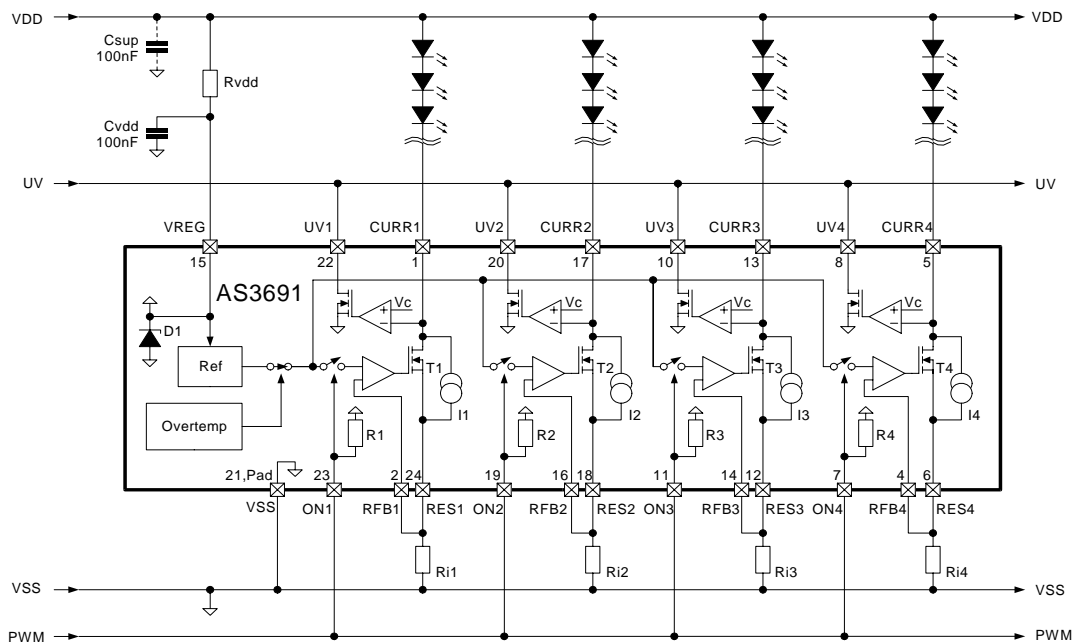 VDD
VDD
Csup
100nF
Rvdd
Cvdd
100nF
UV
UV
VREG
UV1
CURR1
UV2
CURR2
UV3
CURR3
UV4
CURR4
15
22
1
20
17
10
13
8
5
AS3691
Vc
Vc
Vc
Vc
D1
Ref
T1
T2
T3
T4
Overtemp
I1
I2
I3
I4
R1
R2
R3
R4
21,Pad
23
2
24
19
16
18
11
14
12
7
4
6
VSS
ON1
RFB1
RES1
ON2
RFB2
RES2
ON3
RFB3
RES3
ON4
RFB4
RES4
Ri1
Ri2
Ri3
Ri4
VSS
VSS
PWM
PWM